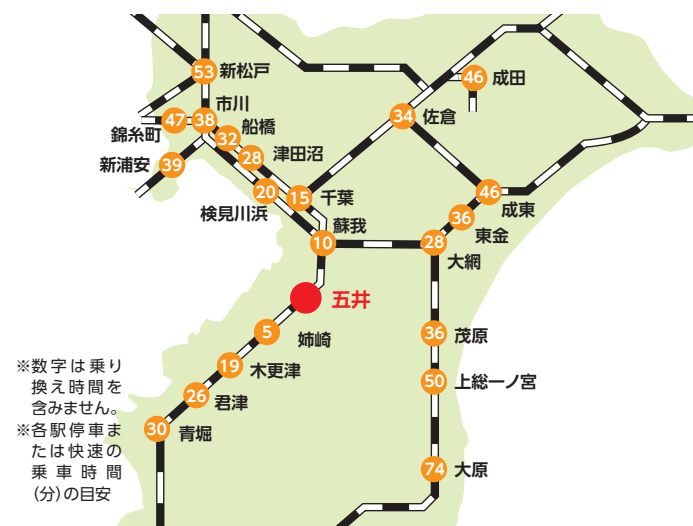 53 新松戸
46 成田
市川
47 38
錦糸町
船橋
32
34 佐倉
28 津田沼
新浦安 39
20
検見川浜
15 千葉
46 成東
36 東金
蘇我
10
28
大網
五井
5 姉崎
36 茂原
19 木更津
50 上総一ノ宮
26 君津
30 青堀
74 大原
※数字は乗り
換え時間を
含みません。
※各駅停車ま
たは快速の
乗車時間
（分）の目安